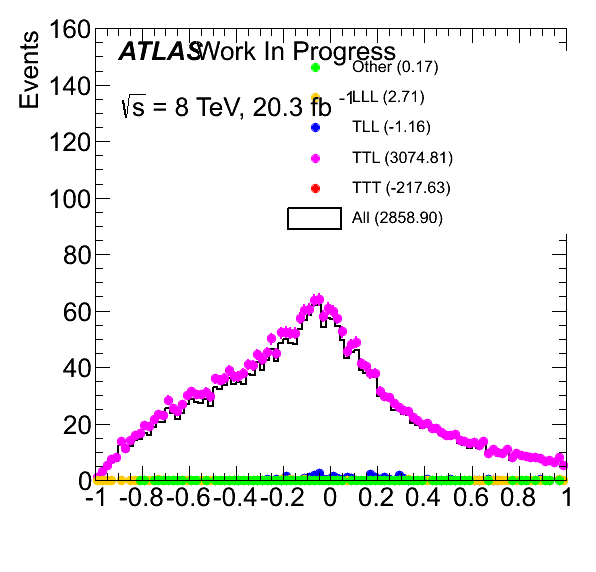 160
Events
ATLAS Work In Progress
Other (0.17)
140
LLL (2.71)
√s = 8 TeV, 20.3 fb -1
TLL (-1.16)
120
TTL (3074.81)
TTT (-217.63)
100
All (2858.90)
80
60
40
20
0
-1 -0.8 -0.6 -0.4 -0.2 0 0.2 0.4 0.6 0.8 1